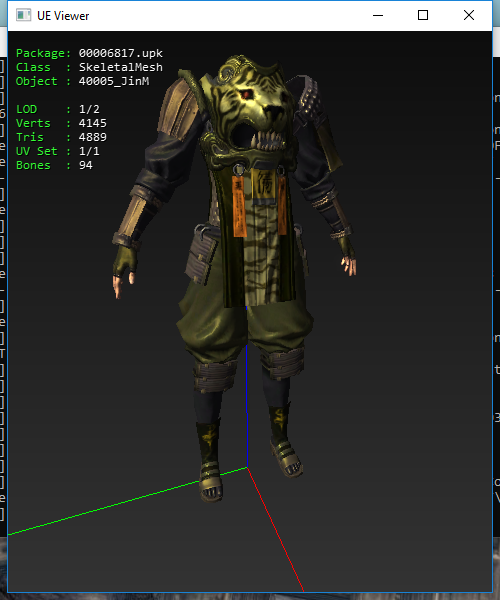 UE Viewer
Package: 00006817.upk
Class : SkeletalMesh
Object : 40005_JinM
LOD : 1/2
Verts : 4145
Tris : 4889
UV Set : 1/1
Bones : 94